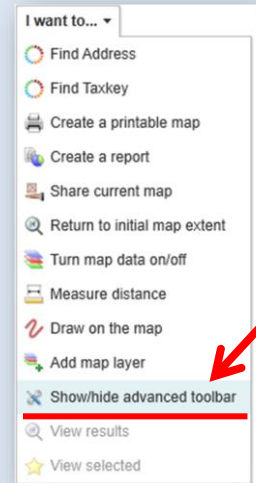 I want to...
Find Address
Find Taxkey
Create a printable map
Create a report
Share current map
Return to initial map extent
Turn map data on/off
Measure distance
Draw on the map
Add map layer
Show/hide advanced toolbar
View results
View selected